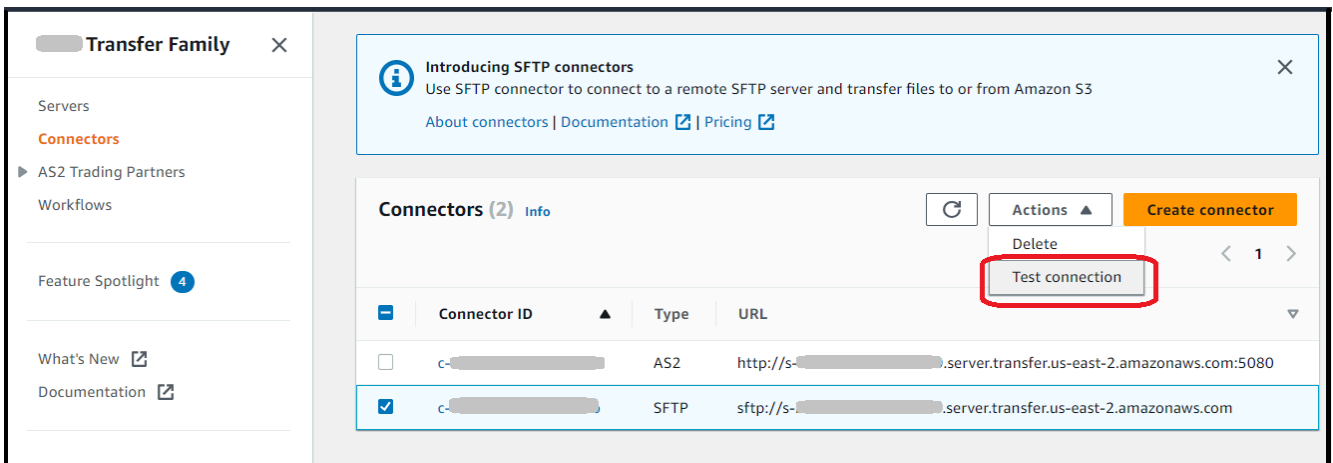 Transfer Family
Servers
Connectors
AS2 Trading Partners
Workflows
Feature Spotlight 4
What's New
Documentation
Introducing SFTP connectors
Use SFTP connector to connect to a remote SFTP server and transfer files to or from Amazon S3
About connectors | Documentation | Pricing
Connectors (2) Info
Actions
Create connector
Delete
Test connection
1
Connector ID Type URL
c- AS2 http://s- .server.transfer.us-east-2.amazonaws.com:5080
c- SFTP sftp://s- .server.transfer.us-east-2.amazonaws.com